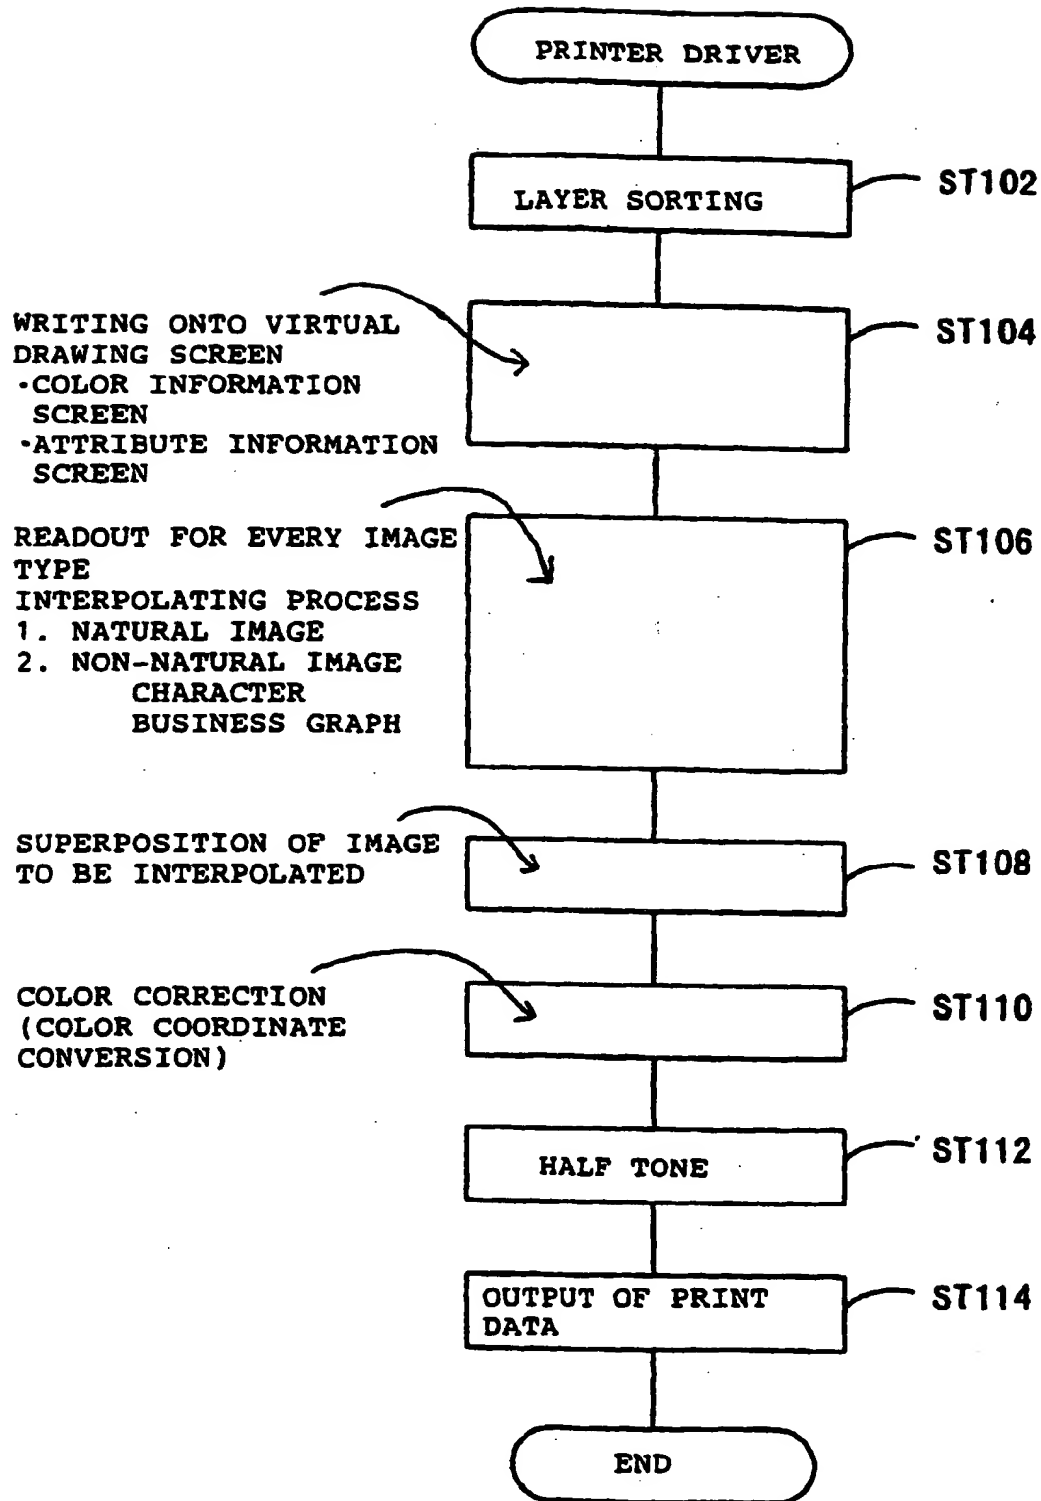 PRINTER DRIVER
LAYER SORTING
ST102
WRITING ONTO VIRTUAL
DRAWING SCREEN
・COLOR INFORMATION
SCREEN
・ATTRIBUTE INFORMATION
SCREEN
ST104
READOUT FOR EVERY IMAGE
TYPE
INTERPOLATING PROCESS
1. NATURAL IMAGE
2. NON-NATURAL IMAGE
CHARACTER
BUSINESS GRAPH
ST106
SUPERPOSITION OF IMAGE
TO BE INTERPOLATED
ST108
COLOR CORRECTION
(COLOR COORDINATE
CONVERSION)
ST110
HALF TONE
ST112
OUTPUT OF PRINT
DATA
ST114
END